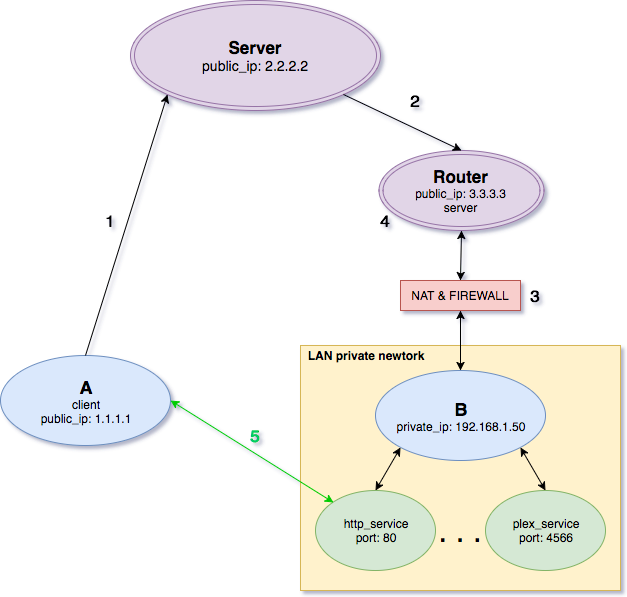 Server
public_ip: 2.2.2.2
2
Router
public_ip: 3.3.3.3
server
4
1
NAT & FIREWALL
3
LAN private newtork
A
client
public_ip: 1.1.1.1
B
private_ip: 192.168.1.50
5
http_service
port: 80
. . .
plex_service
port: 4566